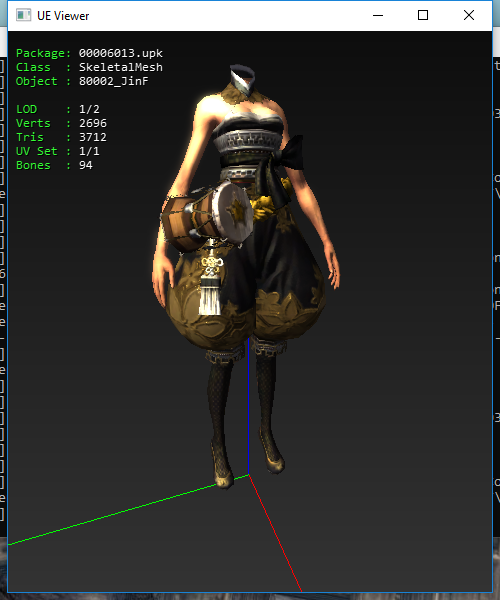 UE Viewer
Package: 00006013.upk
Class : SkeletalMesh
Object : 80002_JinF
LOD : 1/2
Verts : 2696
Tris : 3712
UV Set : 1/1
Bones : 94